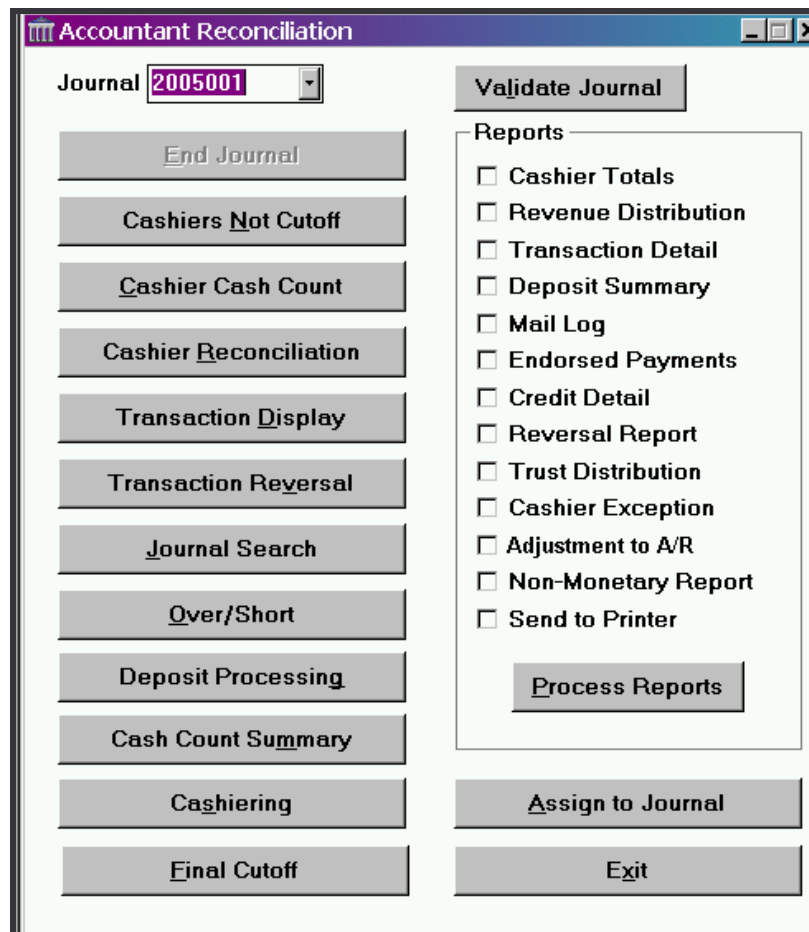 Accountant Reconciliation
Journal 2005001
Validate Journal
End Journal
Cashiers Not Cutoff
Cashier Cash Count
Cashier Reconciliation
Transaction Display
Transaction Reversal
Journal Search
Over/Short
Deposit Processing
Cash Count Summary
Cashiering
Final Cutoff
Reports
Cashier Totals
Revenue Distribution
Transaction Detail
Deposit Summary
Mail Log
Endorsed Payments
Credit Detail
Reversal Report
Trust Distribution
Cashier Exception
Adjustment to A/R
Non-Monetary Report
Send to Printer
Process Reports
Assign to Journal
Exit